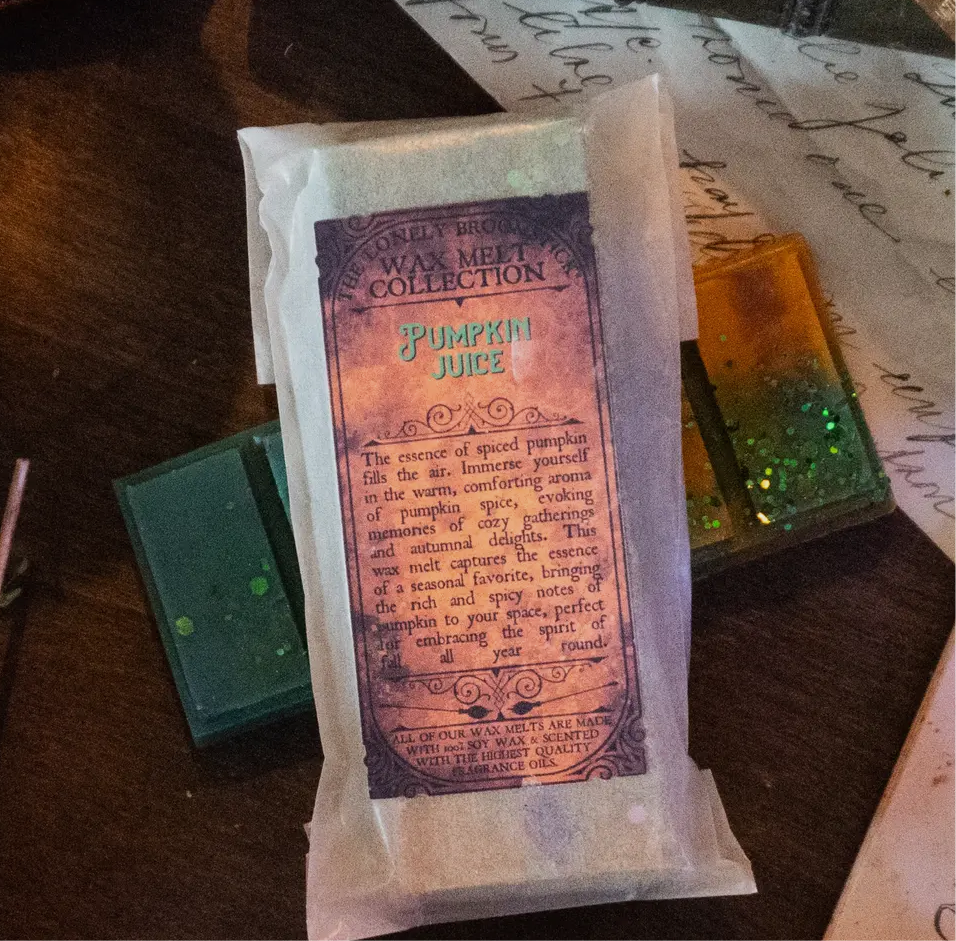 THE LONELY BROOMSTICK
WAX MELT
COLLECTION
PUMPKIN
JUICE
The essence of spiced pumpkin
fills the air. Immerse yourself
in the warm, comforting aroma
of pumpkin spice, evoking
memories of cozy gatherings
and autumnal delights. This
wax melt captures the essence
of a seasonal favorite, bringing
the rich and spicy notes of
pumpkin to your space, perfect
for embracing the spirit of
fall all year round.
ALL OF OUR WAX MELTS ARE MADE
WITH 100% SOY WAX & SCENTED
WITH THE HIGHEST QUALITY
FRAGRANCE OILS.